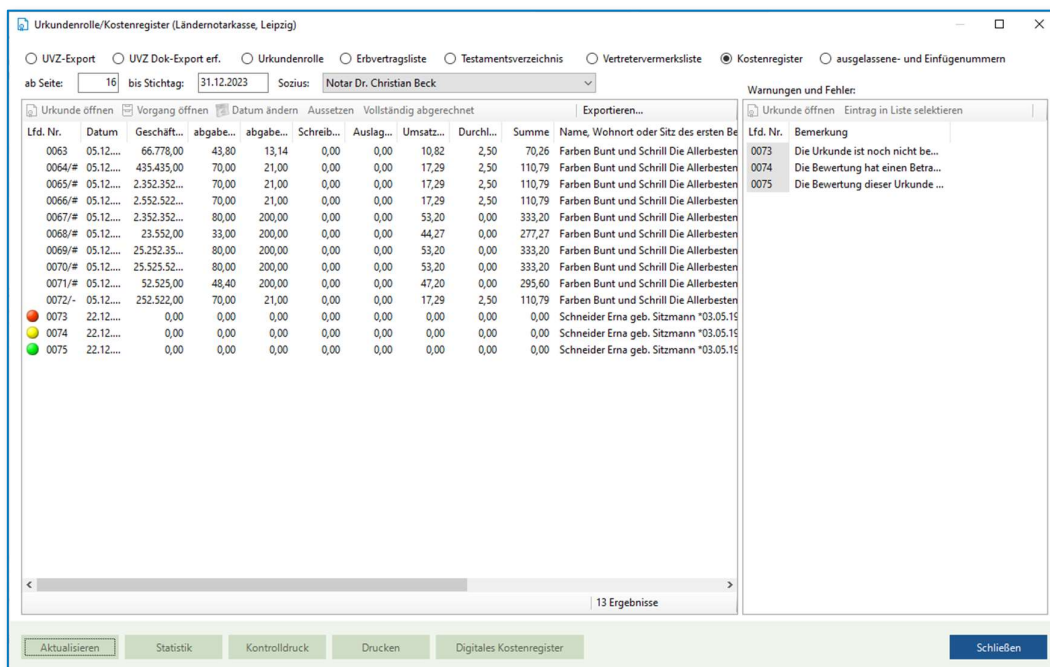 Urkundenrolle/Kostenregister (Ländernotarkasse, Leipzig)
UVZ-Export UVZ Dok-Export erf. Urkundenrolle Erbvertragsliste Testamentsverzeichnis Vertretervermerksliste Kostenregister ausgelassene- und Einfügenummern
ab Seite: 16 bis Stichtag: 31.12.2023 Sozius: Notar Dr. Christian Beck
Warnungen und Fehler:
Urkunde öffnen Vorgang öffnen Datum ändern Aussetzen Vollständig abgerechnet Exportieren... Urkunde öffnen Eintrag in Liste selektieren
Lfd. Nr. Datum Geschäft... abgabe... abgabe... Schreib... Auslag... Umsatz... Durchl... Summe Name, Wohnort oder Sitz des ersten Be Lfd. Nr. Bemerkung
0063 05.12.... 66.778,00 43,80 13,14 0,00 0,00 10,82 2,50 70,26 Farben Bunt und Schrill Die Allerbesten 0073 Die Urkunde ist noch nicht be...
0064/# 05.12.... 435.435,00 70,00 21,00 0,00 0,00 17,29 2,50 110,79 Farben Bunt und Schrill Die Allerbesten 0074 Die Bewertung hat einen Betra...
0065/# 05.12.... 2.352.352... 70,00 21,00 0,00 0,00 17,29 2,50 110,79 Farben Bunt und Schrill Die Allerbesten 0075 Die Bewertung dieser Urkunde ...
0066/# 05.12.... 2.552.522... 70,00 21,00 0,00 0,00 17,29 2,50 110,79 Farben Bunt und Schrill Die Allerbesten
0067/# 05.12.... 2.352.352... 80,00 200,00 0,00 0,00 53,20 0,00 333,20 Farben Bunt und Schrill Die Allerbesten
0068/# 05.12.... 23.552,00 33,00 200,00 0,00 0,00 44,27 0,00 277,27 Farben Bunt und Schrill Die Allerbesten
0069/# 05.12.... 25.252.35... 80,00 200,00 0,00 0,00 53,20 0,00 333,20 Farben Bunt und Schrill Die Allerbesten
0070/# 05.12.... 25.525.52... 80,00 200,00 0,00 0,00 53,20 0,00 333,20 Farben Bunt und Schrill Die Allerbesten
0071/# 05.12.... 52.525,00 48,40 200,00 0,00 0,00 47,20 0,00 295,60 Farben Bunt und Schrill Die Allerbesten
0072/- 05.12.... 252.522,00 70,00 21,00 0,00 0,00 17,29 2,50 110,79 Farben Bunt und Schrill Die Allerbesten
0073 22.12.... 0,00 0,00 0,00 0,00 0,00 0,00 0,00 0,00 Schneider Erna geb. Sitzmann *03.05.19
0074 22.12.... 0,00 0,00 0,00 0,00 0,00 0,00 0,00 0,00 Schneider Erna geb. Sitzmann *03.05.19
0075 22.12.... 0,00 0,00 0,00 0,00 0,00 0,00 0,00 0,00 Schneider Erna geb. Sitzmann *03.05.19
13 Ergebnisse
Aktualisieren Statistik Kontrolldruck Drucken Digitales Kostenregister Schließen